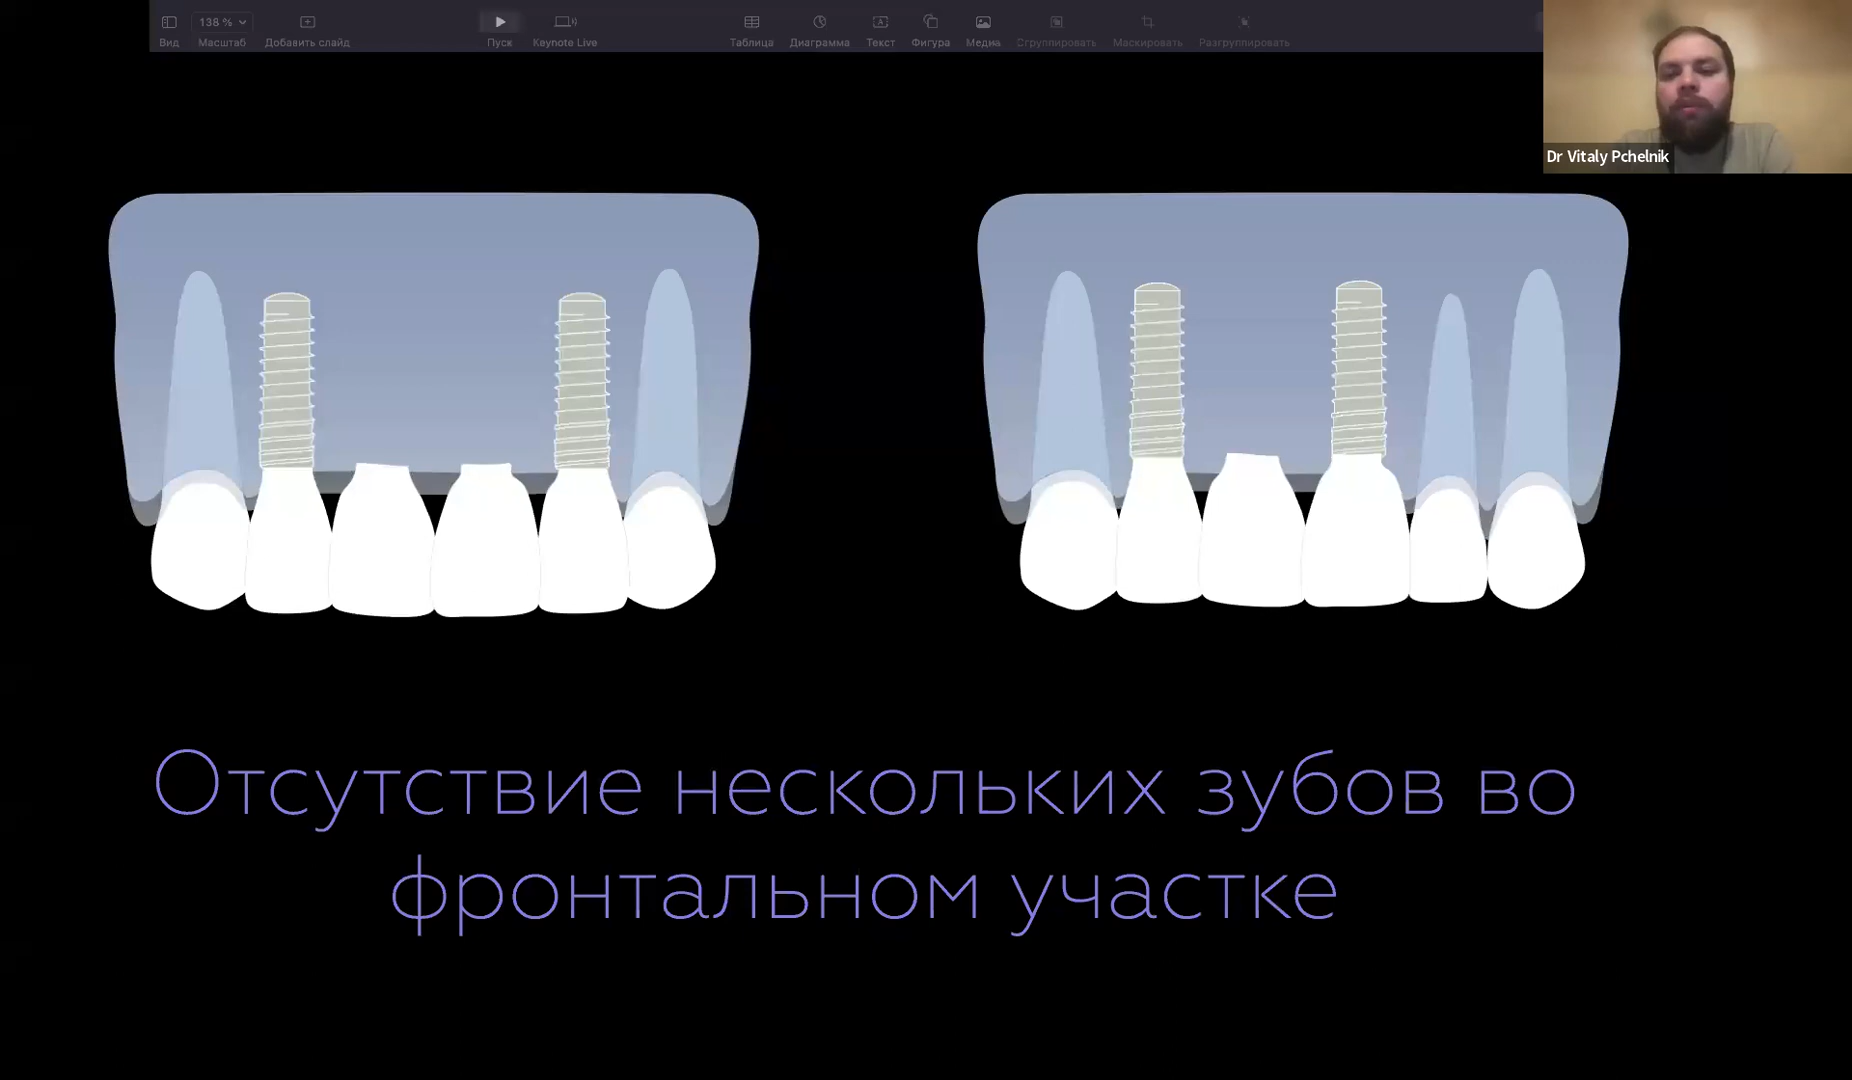 138 %
Вид Масштаб Добавить слайд Пуск Keynote Live Таблица Диаграмма Текст Фигура Медиа Сгруппировать Маскировать Разгруппировать
Dr Vitaly Pchelnik
Отсутствие нескольких зубов во
фронтальном участке